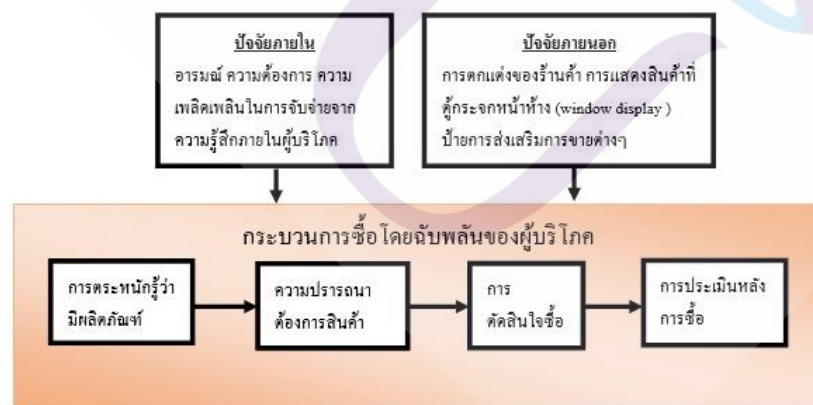 ปัจจัยภายใน
อารมณ์ ความต้องการ ความ
เพลิดเพลินในการจับจ่ายจาก
ความรู้สึกภายในผู้บริโภค
ปัจจัยภายนอก
การตกแต่งของร้านค้า การแสดงสินค้าที่
ตู้กระจกหน้าห้าง (window display )
ป้ายการส่งเสริมการขายต่างๆ
กระบวนการซื้อโดยฉับพลันของผู้บริโภค
การตระหนักรู้ว่า
มีผลิตภัณฑ์
ความปรารถนา
ต้องการสินค้า
การ
ตัดสินใจซื้อ
การประเมินหลัง
การซื้อ